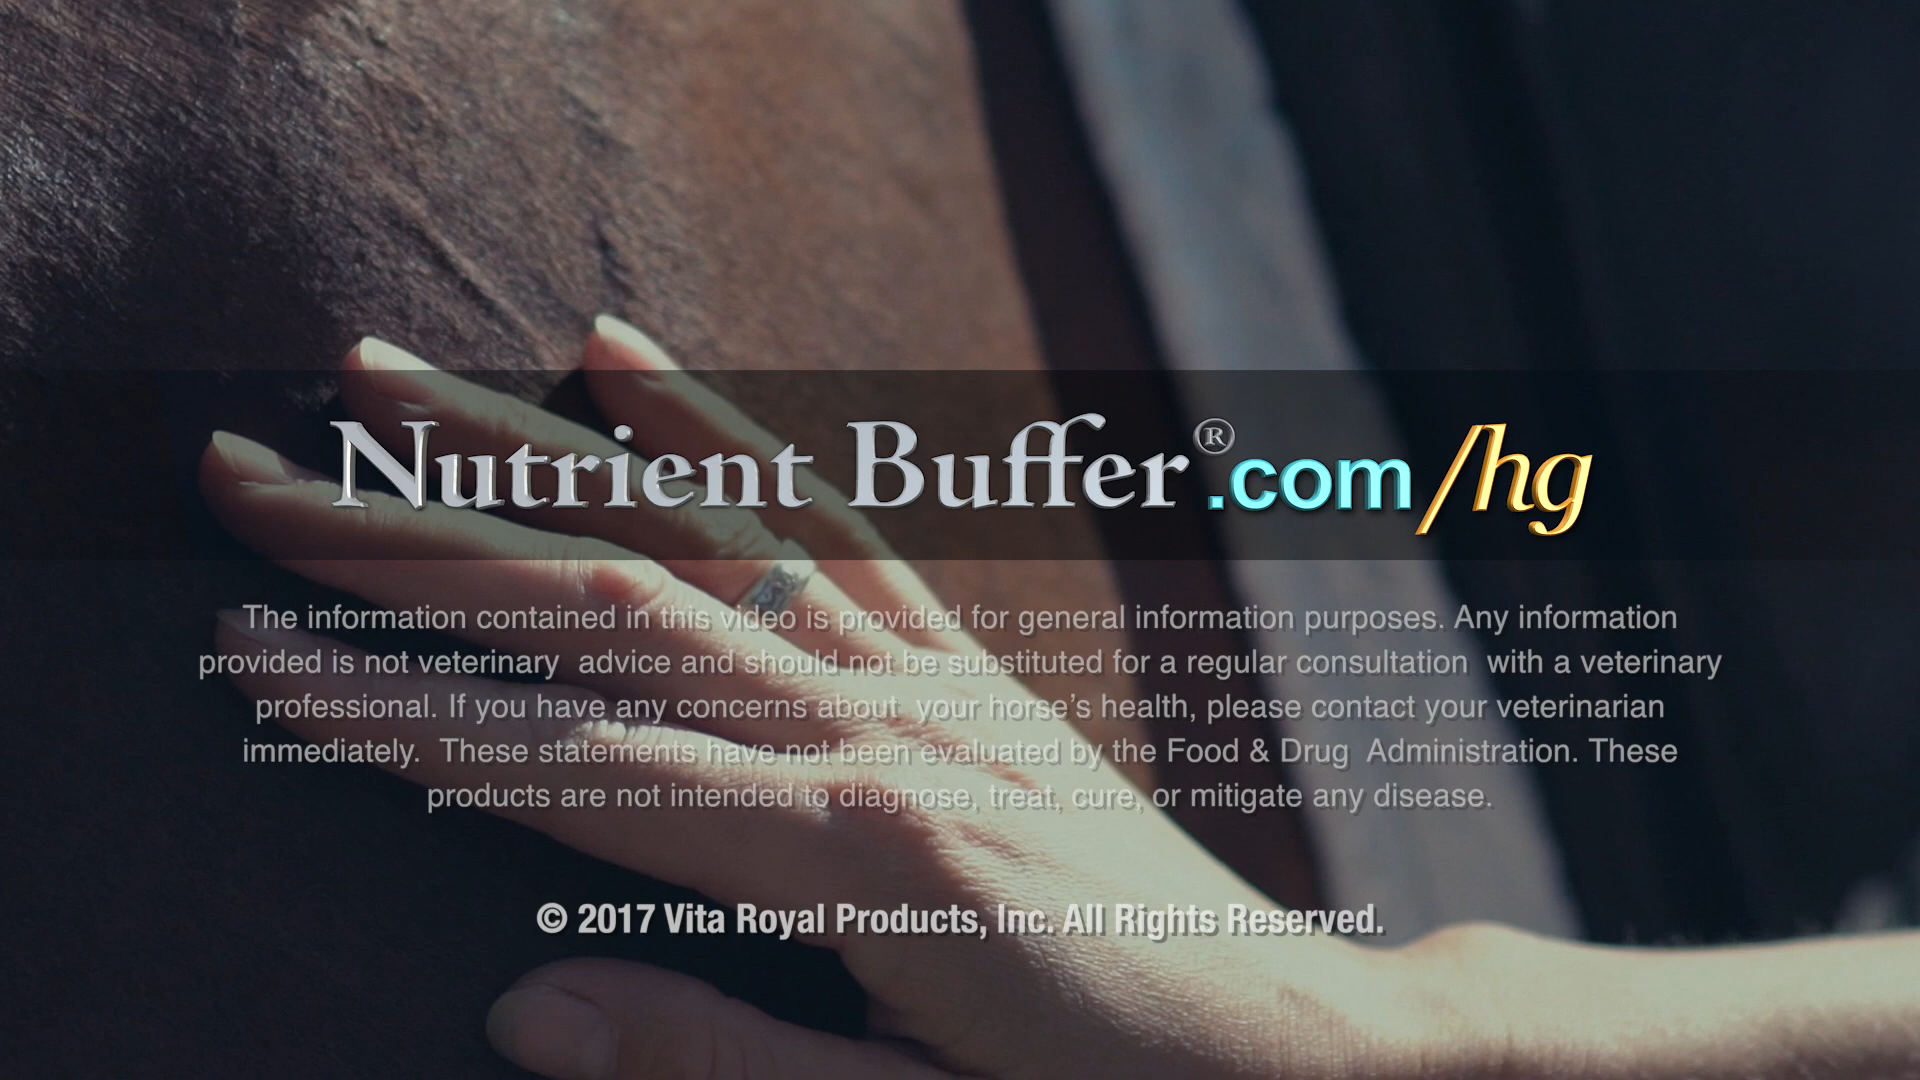 Nutrient Buffer®.com/hg
The information contained in this video is provided for general information purposes. Any information
provided is not veterinary  advice and should not be substituted for a regular consultation  with a veterinary
professional. If you have any concerns about  your horse’s health, please contact your veterinarian
immediately.  These statements have not been evaluated by the Food & Drug  Administration. These
products are not intended to diagnose, treat, cure, or mitigate any disease.
© 2017 Vita Royal Products, Inc. All Rights Reserved.